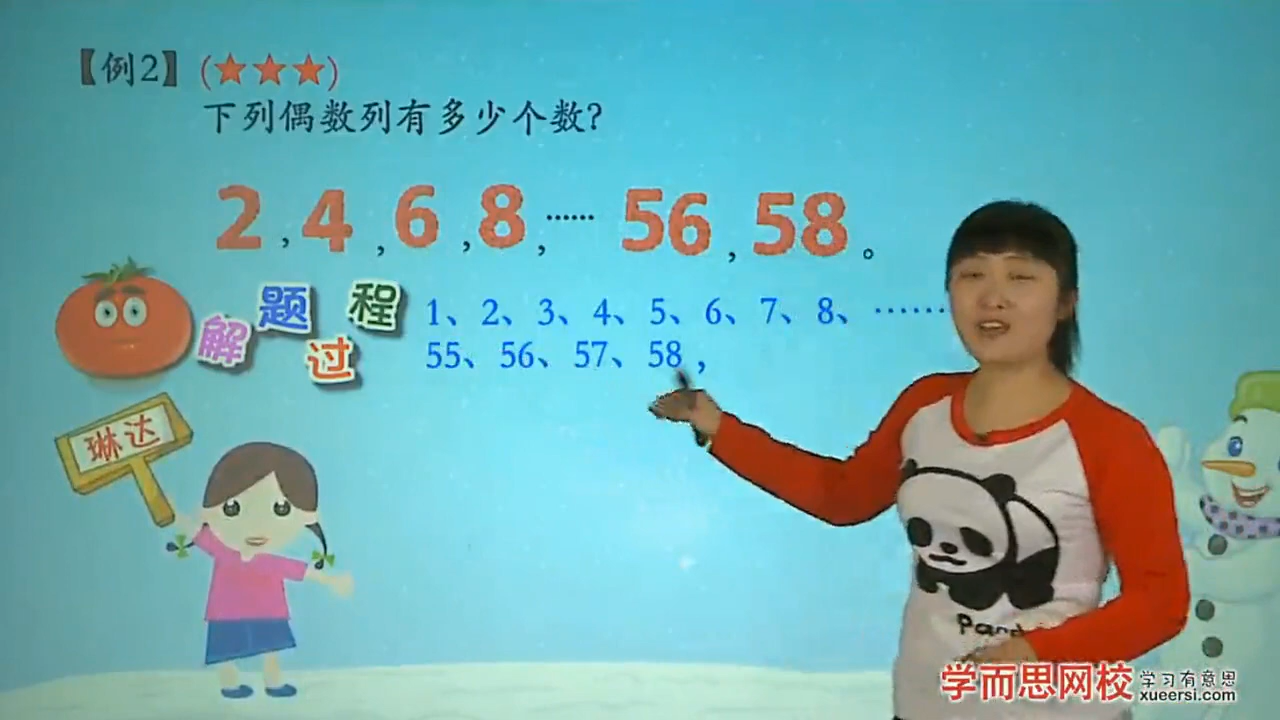 【例2】(★★★)
下列偶数列有多少个数?
2,4,6,8,……56,58。
解题过程
1、2、3、4、5、6、7、8、……
55、56、57、58,
琳达
Pand
学而思网校
学习有意思
xueersi.com